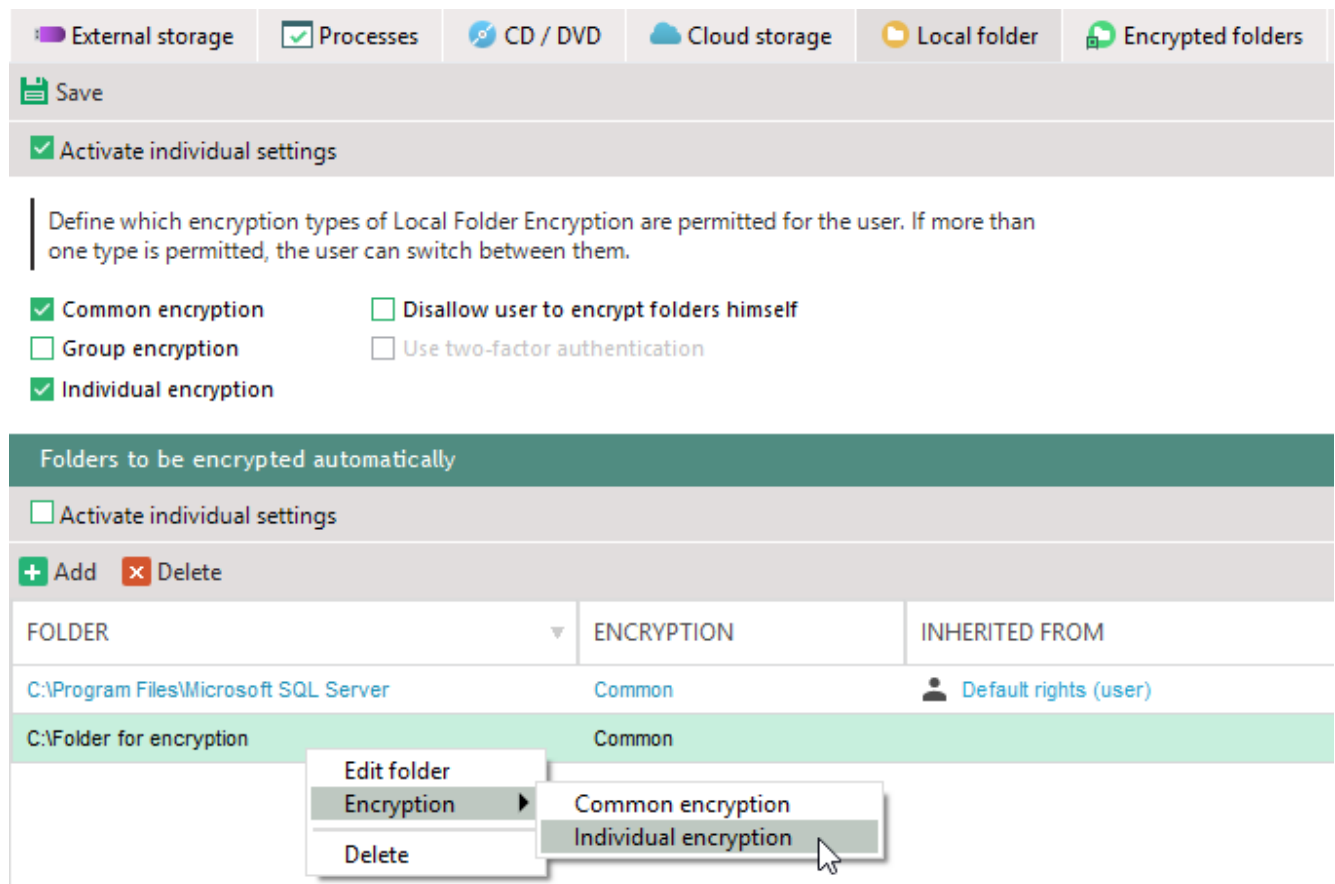 External storage Processes CD / DVD Cloud storage Local folder Encrypted folders
Save
Activate individual settings
Define which encryption types of Local Folder Encryption are permitted for the user. If more than
one type is permitted, the user can switch between them.
Common encryption Disallow user to encrypt folders himself
Group encryption Use two-factor authentication
Individual encryption
Folders to be encrypted automatically
Activate individual settings
Add Delete
FOLDER ENCRYPTION INHERITED FROM
C:\Program Files\Microsoft SQL Server Common Default rights (user)
C:\Folder for encryption Common
Edit folder
Encryption Common encryption
Individual encryption
Delete